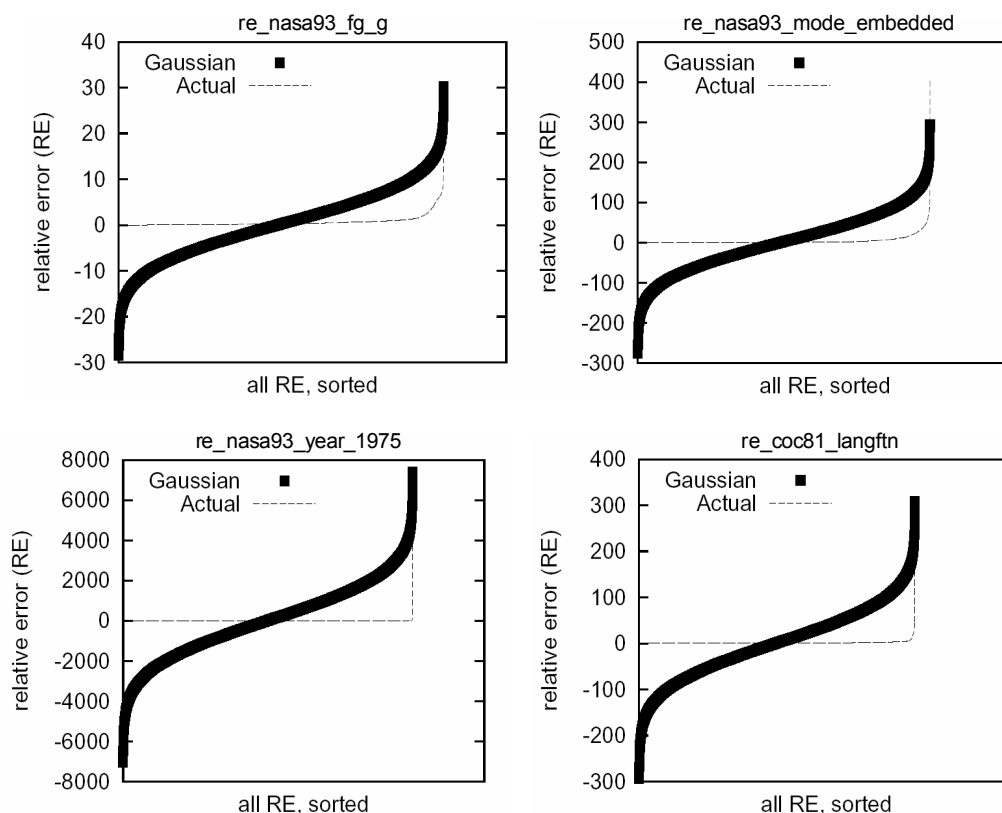 re_nasa93_fg_g
40
30
20
10
0
-10
-20
-30
relative error (RE)
Gaussian
Actual
all RE, sorted
re_nasa93_mode_embedded
500
400
300
200
100
0
-100
-200
-300
relative error (RE)
Gaussian
Actual
all RE, sorted
re_nasa93_year_1975
8000
6000
4000
2000
0
-2000
-4000
-6000
-8000
relative error (RE)
Gaussian
Actual
all RE, sorted
re_coc81_langftn
400
300
200
100
0
-100
-200
-300
relative error (RE)
Gaussian
Actual
all RE, sorted